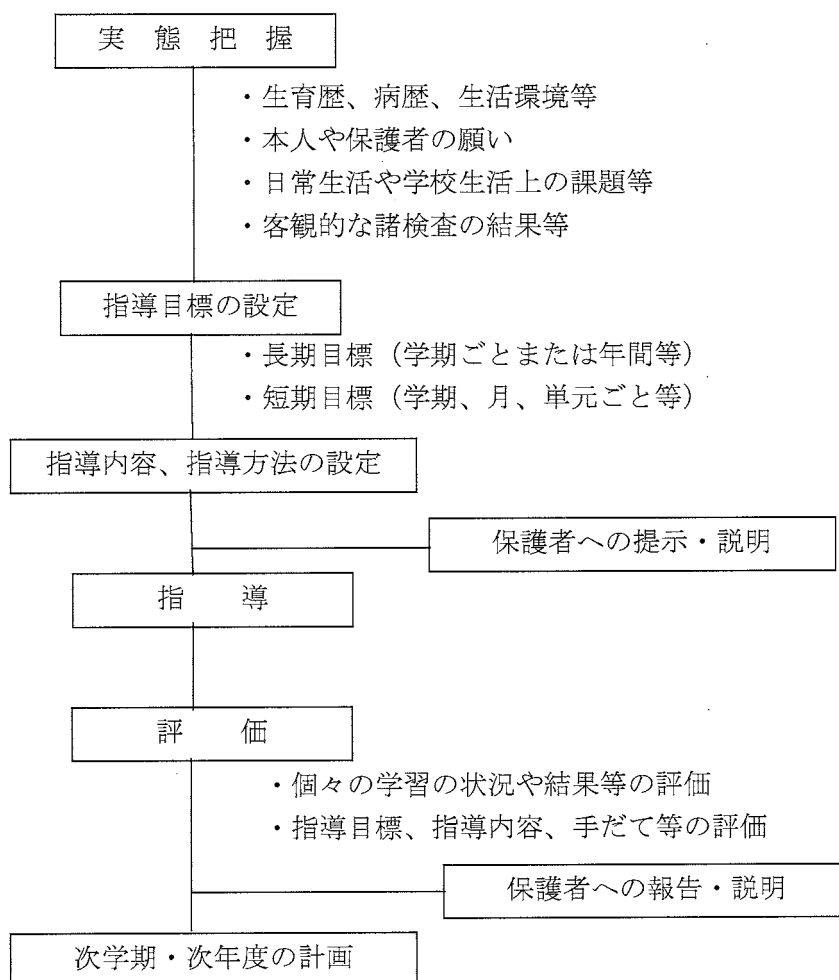 実態把握
・生育歴、病歴、生活環境等
・本人や保護者の願い
・日常生活や学校生活上の課題等
・客観的な諸検査の結果等
指導目標の設定
・長期目標（学期ごとまたは年間等）
・短期目標（学期、月、単元ごと等）
指導内容、指導方法の設定
保護者への提示・説明
指導
評価
・個々の学習の状況や結果等の評価
・指導目標、指導内容、手だて等の評価
保護者への報告・説明
次学期・次年度の計画